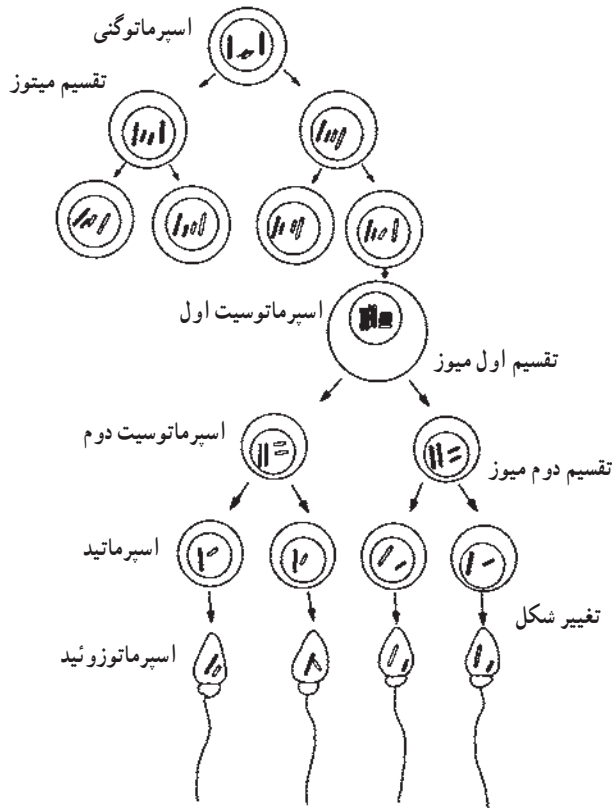 اسپرماتوگنی
تقسیم میتوز
اسپرماتوسیت اول
تقسیم اول میوز
اسپرماتوسیت دوم
تقسیم دوم میوز
اسپرماتید
تغییر شکل
اسپرماتوزوئید